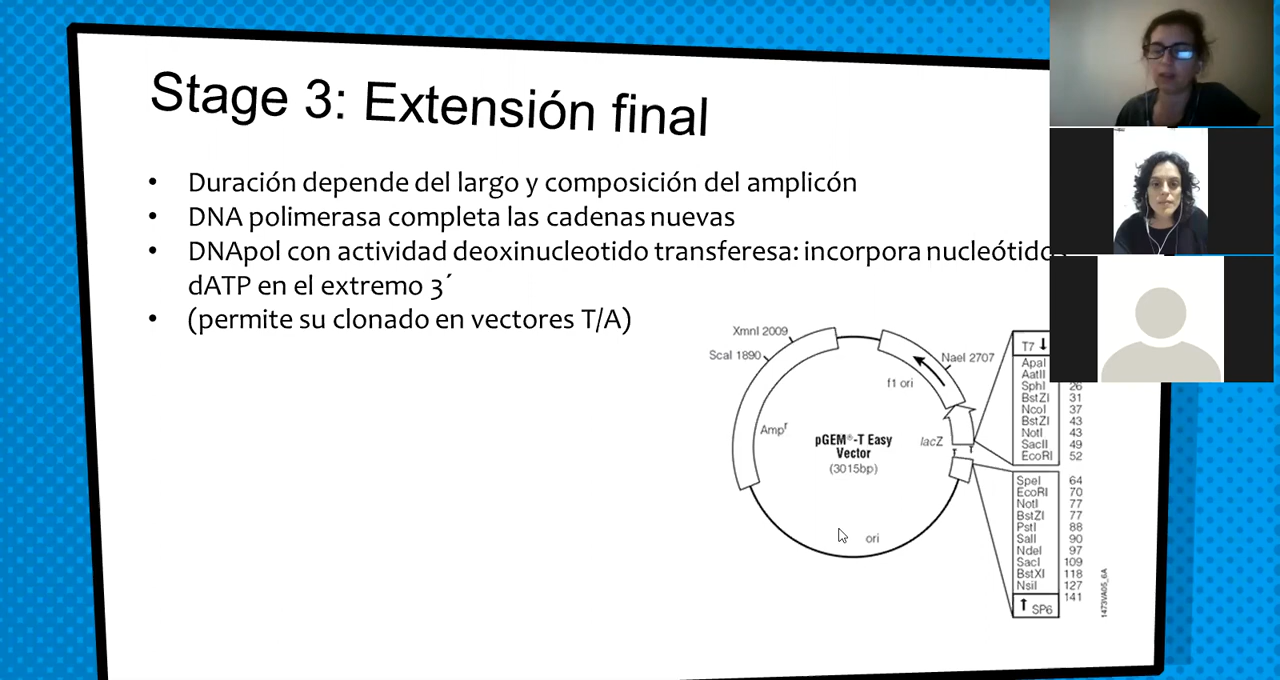 Stage 3: Extensión final
• Duración depende del largo y composición del amplicón
• DNA polimerasa completa las cadenas nuevas
• DNApol con actividad deoxinucleotido transferesa: incorpora nucleótidos
dATP en el extremo 3´
• (permite su clonado en vectores T/A)
XmnI 2009
ScaI 1890
NaeI 2707
f1 ori
Ampr
pGEM®-T Easy
Vector
(3015bp)
lacZ
T
T
ori
T7 ↓
ApaI
AatII
SphI 26
BstZI 31
NcoI 37
BstZI 43
NotI 43
SacII 49
EcoRI 52
SpeI 64
EcoRI 70
NotI 77
BstZI 77
PstI 88
SalI 90
NdeI 97
SacI 109
BstXI 118
NsiI 127
141
↑ SP6
1473VA05_6A